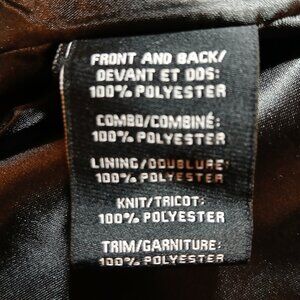 FRONT AND BACK/
DEVANT ET DOS:
100% POLYESTER
COMBO/COMBINÉ:
100% POLYESTER
LINING/DOUBLURE:
100% POLYESTER
KNIT/TRICOT:
100% POLYESTER
TRIM/GARNITURE:
100% POLYESTER